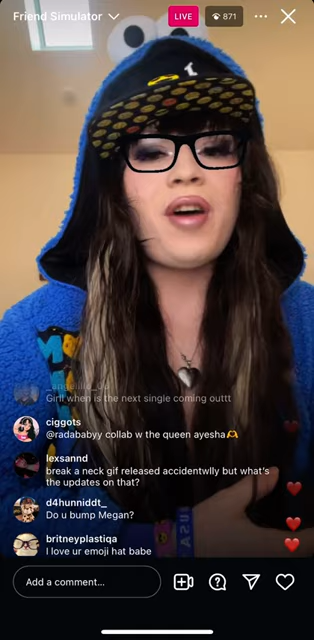 Friend Simulator
LIVE
871
Girll when is the next single coming outtt
ciggots
@radababyy collab w the queen ayesha🫶
lexsannd
break a neck gif released accidentwlly but what's
the updates on that?
d4hunniddt_
Do u bump Megan?
britneyplastiqa
I love ur emoji hat babe
Add a comment...